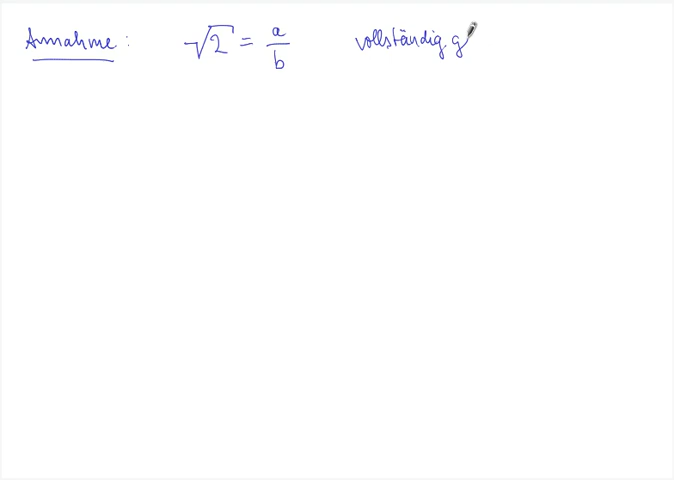 Annahme: √2 = a/b vollständig g